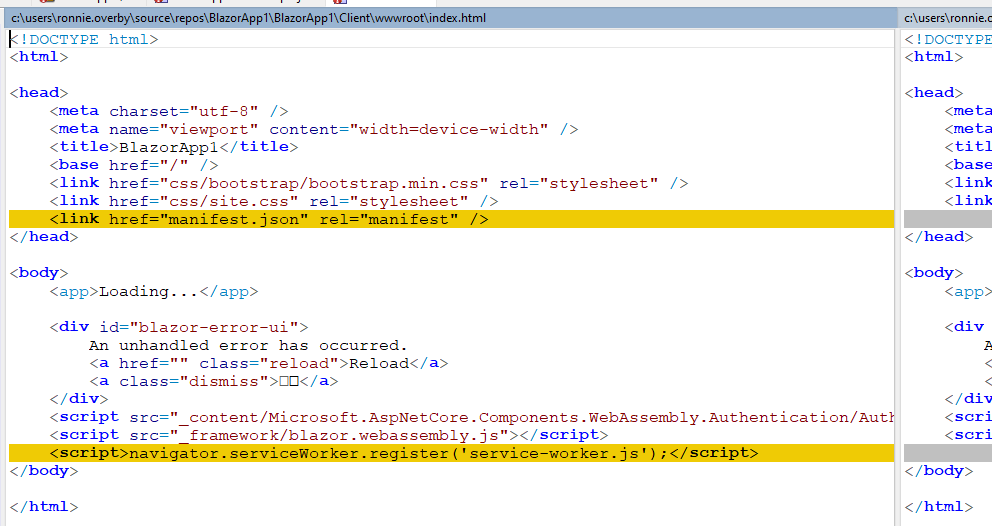 c:\users\ronnie.overby\source\repos\BlazorApp1\BlazorApp1\Client\wwwroot\index.html
<!DOCTYPE html>
<html>
<head>
    <meta charset="utf-8" />
    <meta name="viewport" content="width=device-width" />
    <title>BlazorApp1</title>
    <base href="/" />
    <link href="css/bootstrap/bootstrap.min.css" rel="stylesheet" />
    <link href="css/site.css" rel="stylesheet" />
    <link href="manifest.json" rel="manifest" />
</head>
<body>
    <app>Loading...</app>
    <div id="blazor-error-ui">
        An unhandled error has occurred.
        <a href="" class="reload">Reload</a>
        <a class="dismiss">□□</a>
    </div>
    <script src="_content/Microsoft.AspNetCore.Components.WebAssembly.Authentication/Aut
    <script src="_framework/blazor.webassembly.js"></script>
    <script>navigator.serviceWorker.register('service-worker.js');</script>
</body>
</html>
c:\users\ronnie.o
<!DOCTYPE
<html>
<head>
    <meta
    <meta
    <titl
    <base
    <link
    <link
</head>
<body>
    <app>
    <div
        A
        <
        <
    </div
    <scri
    <scri
</body>
</html>